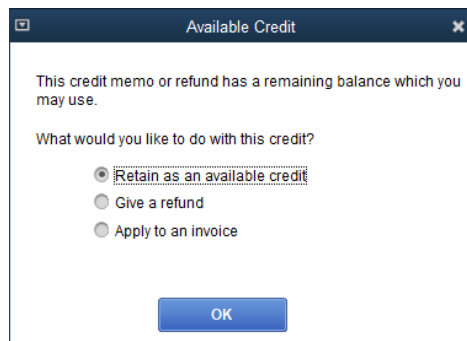 Available Credit
This credit memo or refund has a remaining balance which you
may use.
What would you like to do with this credit?
Retain as an available credit
Give a refund
Apply to an invoice
OK